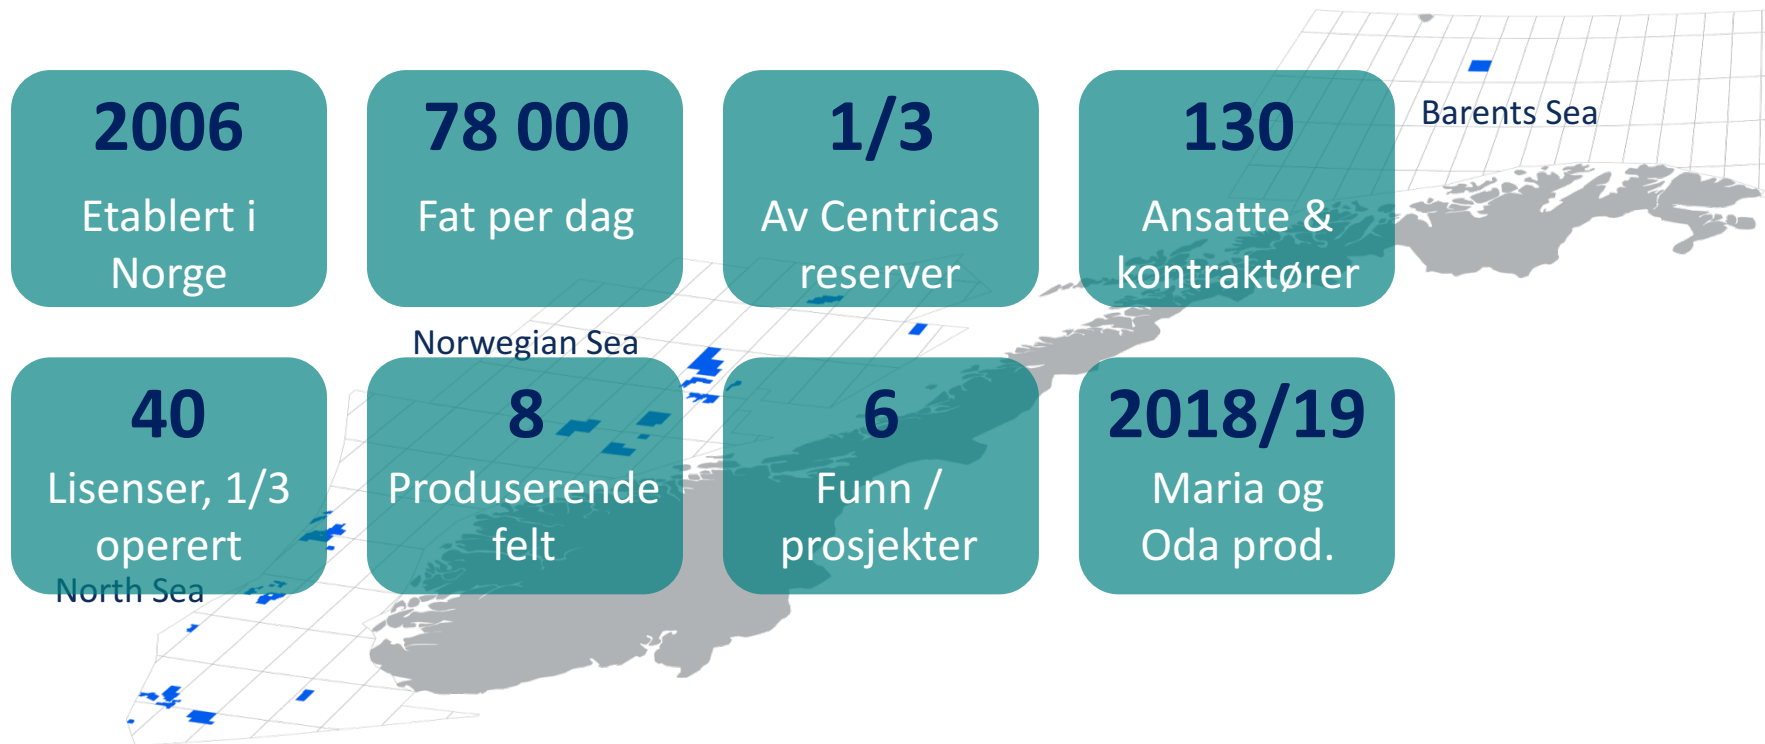 2006
Etablert i
Norge
78 000
Fat per dag
1/3
Av Centricas
reserver
130
Ansatte &
kontraktører
Barents Sea
Norwegian Sea
40
Lisenser, 1/3
operert
8
Produserende
felt
6
Funn /
prosjekter
2018/19
Maria og
Oda prod.
North Sea